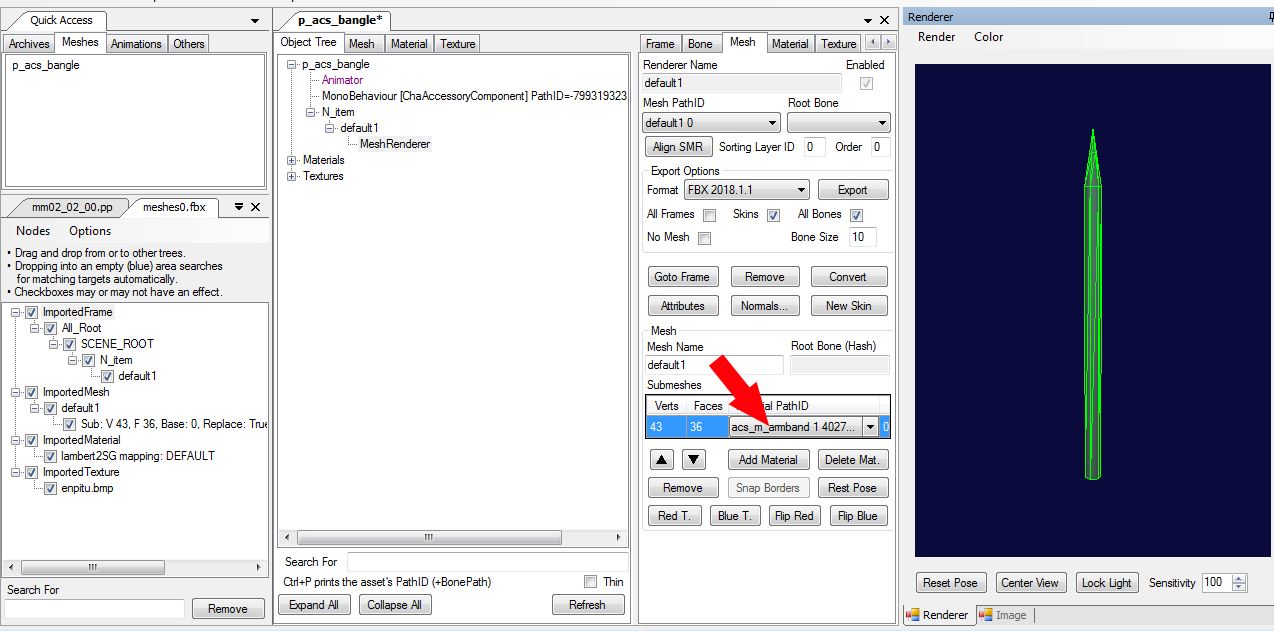 Quick Access
Archives
Meshes
Animations
Others
p_acs_bangle
mm02_02_00.pp
meshes0.fbx
Nodes
Options
• Drag and drop from or to other trees.
• Dropping into an empty (blue) area searches
for matching targets automatically.
• Checkboxes may or may not have an effect.
ImportedFrame
All_Root
SCENE_ROOT
N_item
default1
ImportedMesh
default1
Sub: V 43, F 36, Base: 0, Replace: True
ImportedMaterial
lambert2SG mapping: DEFAULT
ImportedTexture
enpitu.bmp
Search For
Remove
p_acs_bangle*
Object Tree
Mesh
Material
Texture
p_acs_bangle
Animator
MonoBehaviour [ChaAccessoryComponent] PathID=-799319323
N_item
default1
MeshRenderer
Materials
Textures
Search For
Ctrl+P prints the asset's PathID (+BonePath)
Thin
Expand All
Collapse All
Refresh
Frame
Bone
Mesh
Material
Texture
Renderer Name
Enabled
default1
Mesh PathID
Root Bone
default1 0
Align SMR
Sorting Layer ID
0
Order
0
Export Options
Format
FBX 2018.1.1
Export
All Frames
Skins
All Bones
No Mesh
Bone Size
10
Goto Frame
Remove
Convert
Attributes
Normals...
New Skin
Mesh
Mesh Name
Root Bone (Hash)
default1
Submeshes
Verts
Faces
PathID
43
36
acs_m_armband 1 4027...
0
Add Material
Delete Mat.
Remove
Snap Borders
Rest Pose
Red T.
Blue T.
Flip Red
Flip Blue
Renderer
Render
Color
Reset Pose
Center View
Lock Light
Sensitivity
100
Renderer
Image